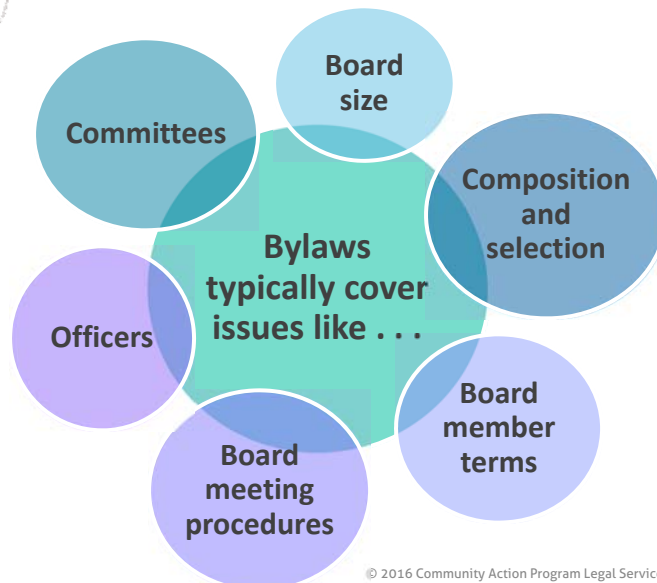 Board
size
Committees
Composition
and
selection
Bylaws
typically cover
issues like . . .
Officers
Board
member
terms
Board
meeting
procedures
© 2016 Community Action Program Legal Servic